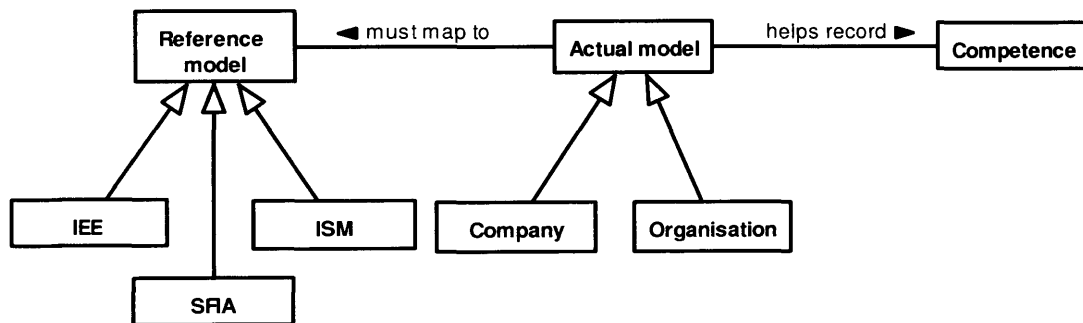 Reference
model
must map to
Actual model
helps record
Competence
IEE
ISM
Company
Organisation
SFIA